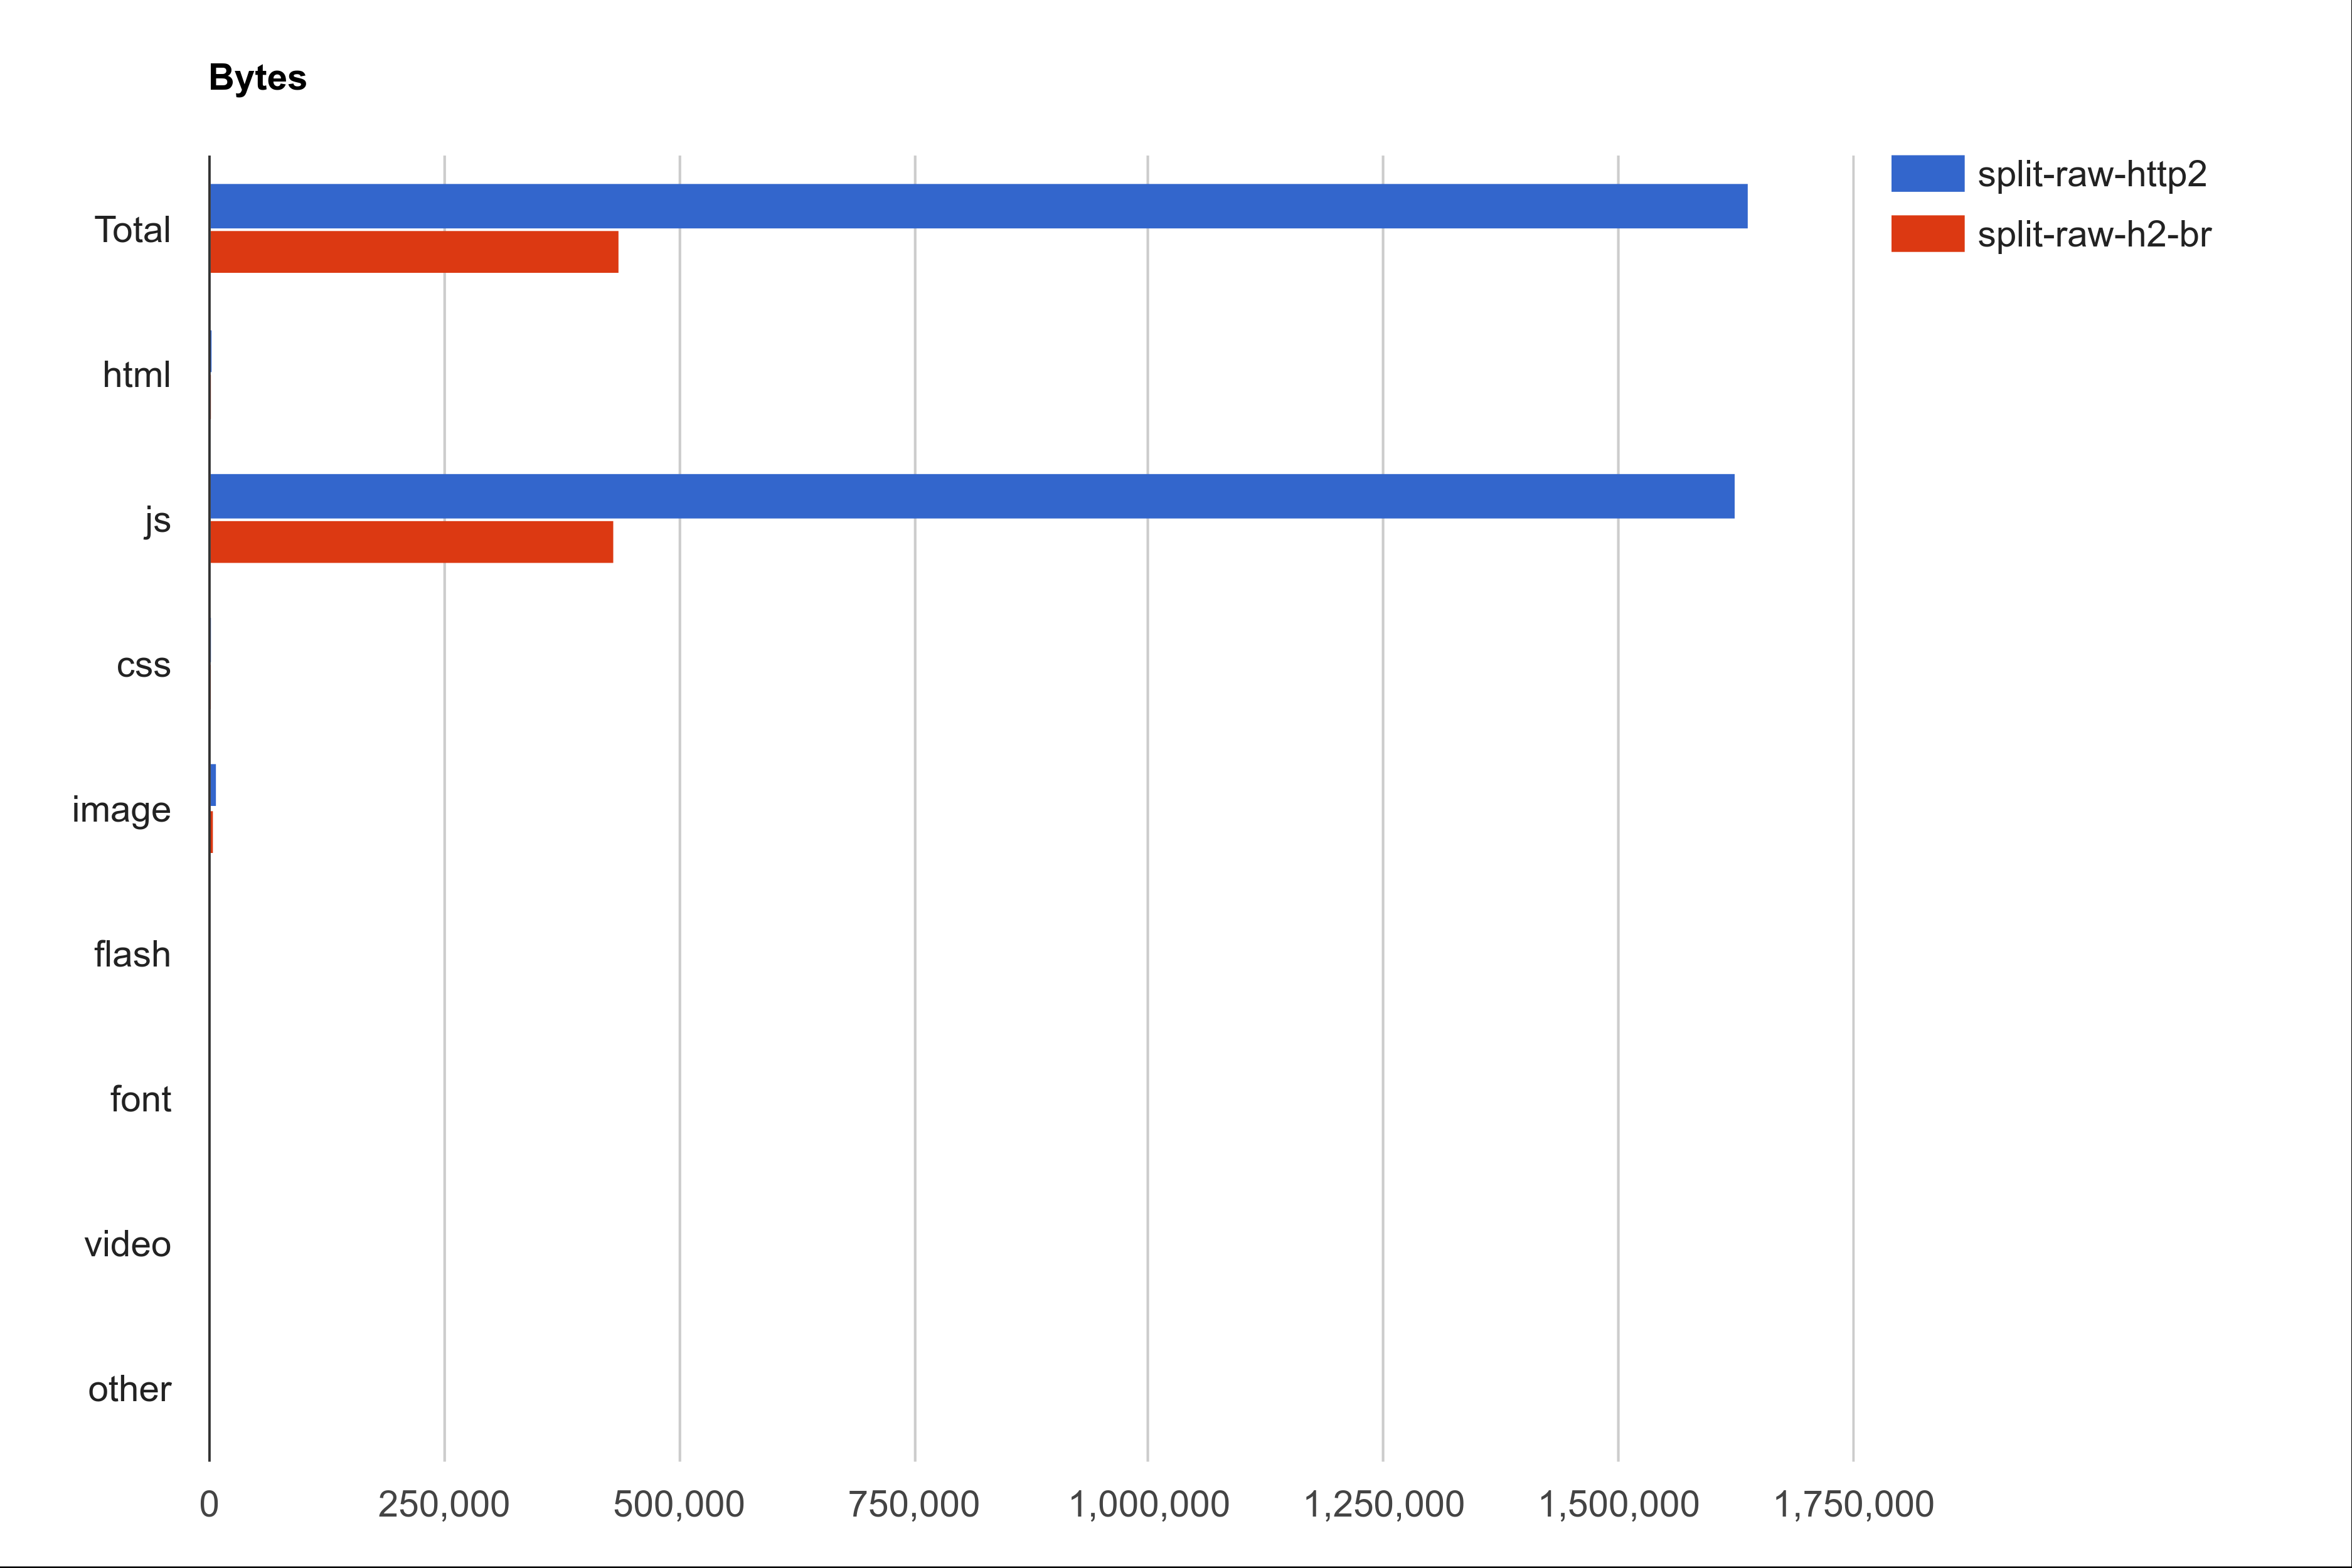 Bytes
split-raw-http2
split-raw-h2-br
Total
html
js
css
image
flash
font
video
other
0 250,000 500,000 750,000 1,000,000 1,250,000 1,500,000 1,750,000